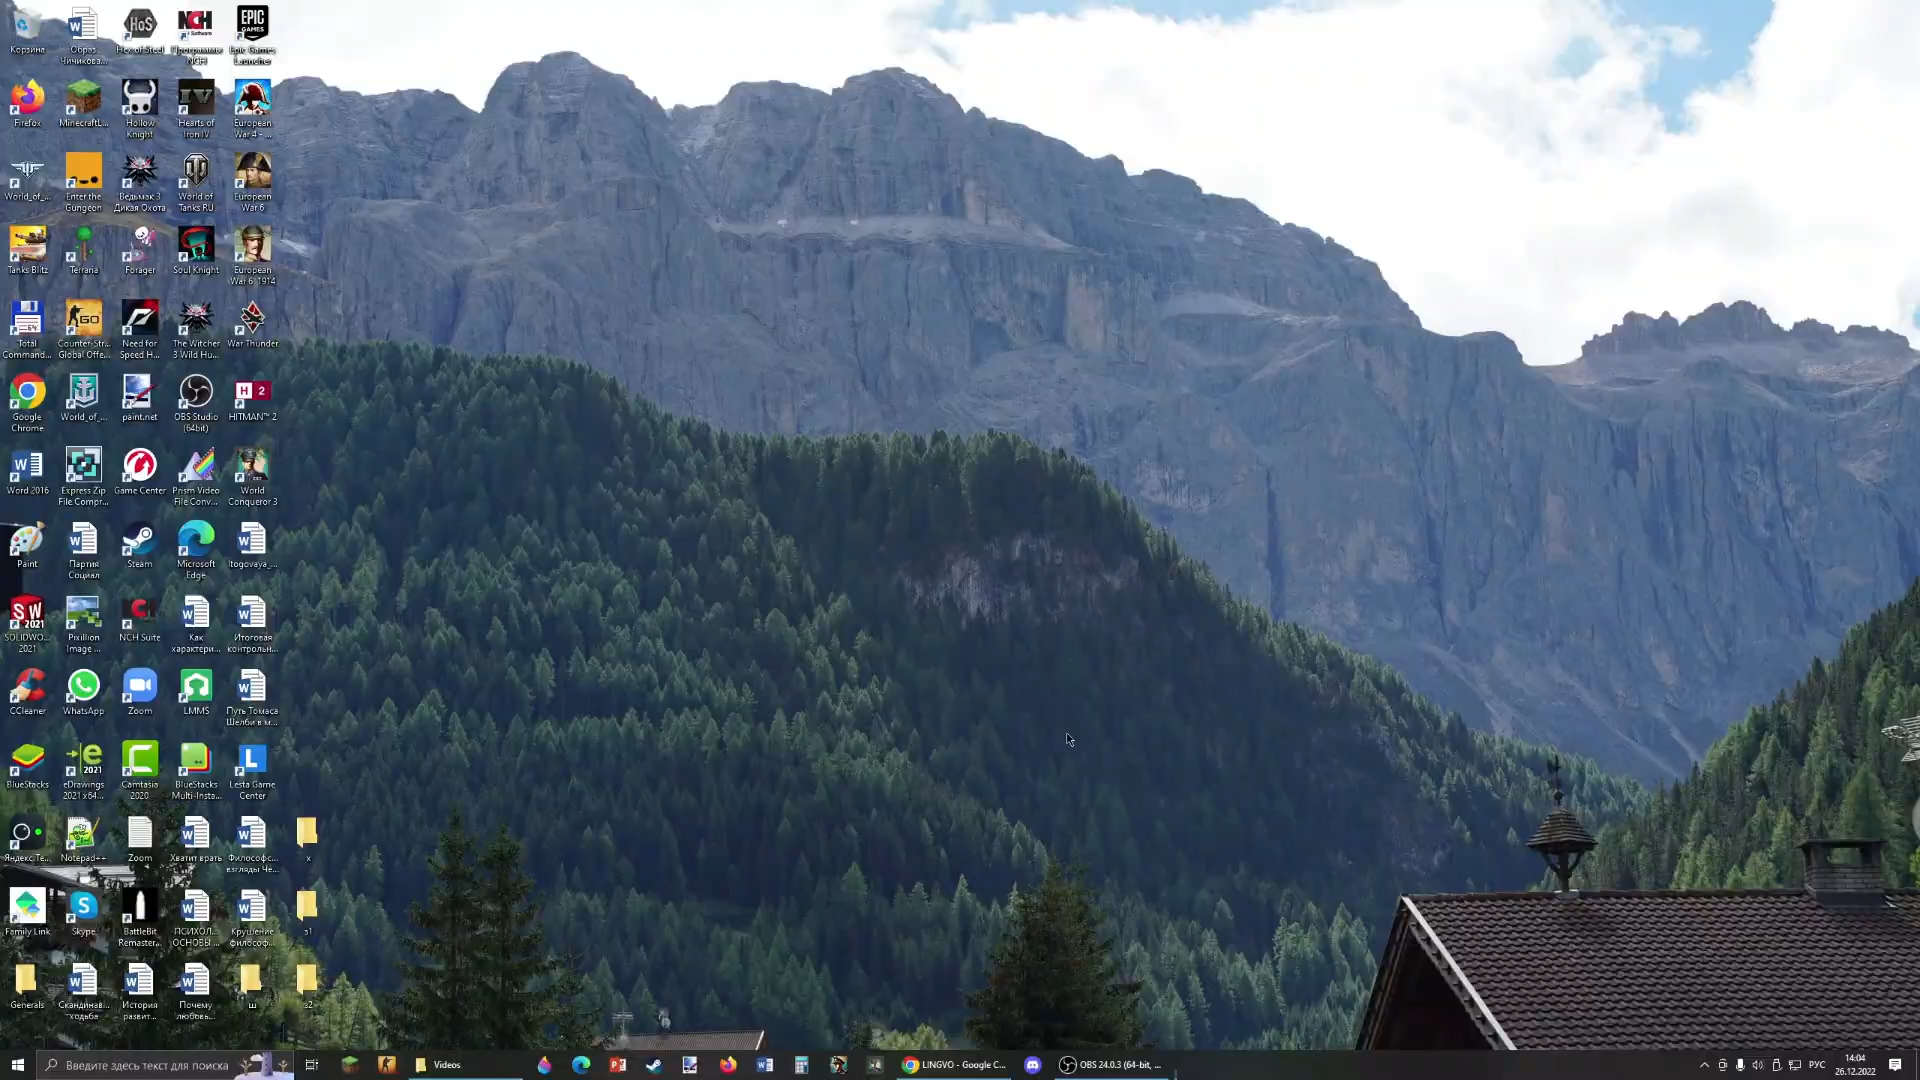 Корзина
Образ
Чичикова...
Hex of Steel
Программы
NCH
Epic Games
Launcher
Firefox
MinecraftL...
Hollow
Knight
Hearts of
Iron IV
European
War 4 - ...
World_of_...
Enter the
Gungeon
Ведьмак 3
Дикая Охота
World of
Tanks RU
European
War 6
Tanks Blitz
Terraria
Forager
Soul Knight
European
War 6 1914
Total
Command...
Counter-Str...
Global Offe...
Need for
Speed H...
The Witcher
3 Wild Hu...
War Thunder
Google
Chrome
World_of_...
paint.net
OBS Studio
(64bit)
HITMAN™ 2
Word 2016
Express Zip
File Compr...
Game Center
Prism Video
File Conv...
World
Conqueror 3
Paint
Партия
Социал
Steam
Microsoft
Edge
Itogovaya_...
SOLIDWO...
2021
Pixillion
Image ...
NCH Suite
Как
характери...
Итоговая
контрольн...
CCleaner
WhatsApp
Zoom
LMMS
Путь Томаса
Шелби в м...
BlueStacks
eDrawings
2021 x64...
Camtasia
2020
BlueStacks
Multi-Insta...
Lesta Game
Center
Яндекс.Те...
Notepad++
Zoom
Хватит врать
Философс...
взгляды Че...
x
Family Link
Skype
BattleBit
Remaster...
ПСИХОЛ...
ОСНОВЫ ...
Крушение
философ...
Generals
Скандинав...
ходьба
История
развит...
Почему
любовь...
ш
Введите здесь текст для поиска
Videos
LINGVO - Google C...
OBS 24.0.3 (64-bit, ...
РУС
14:04
26.12.2022